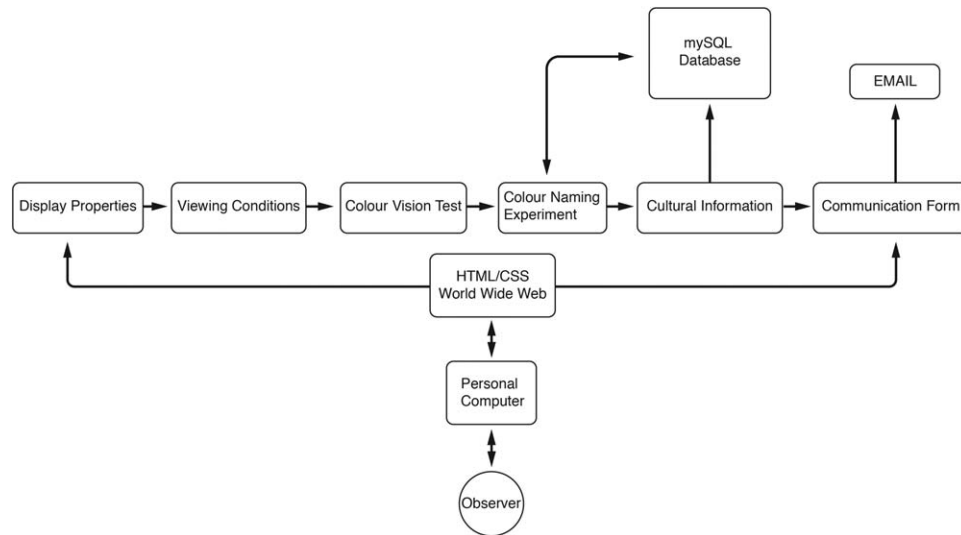 mySQL
Database
EMAIL
Display Properties
Viewing Conditions
Colour Vision Test
Colour Naming
Experiment
Cultural Information
Communication Form
HTML/CSS
World Wide Web
Personal
Computer
Observer